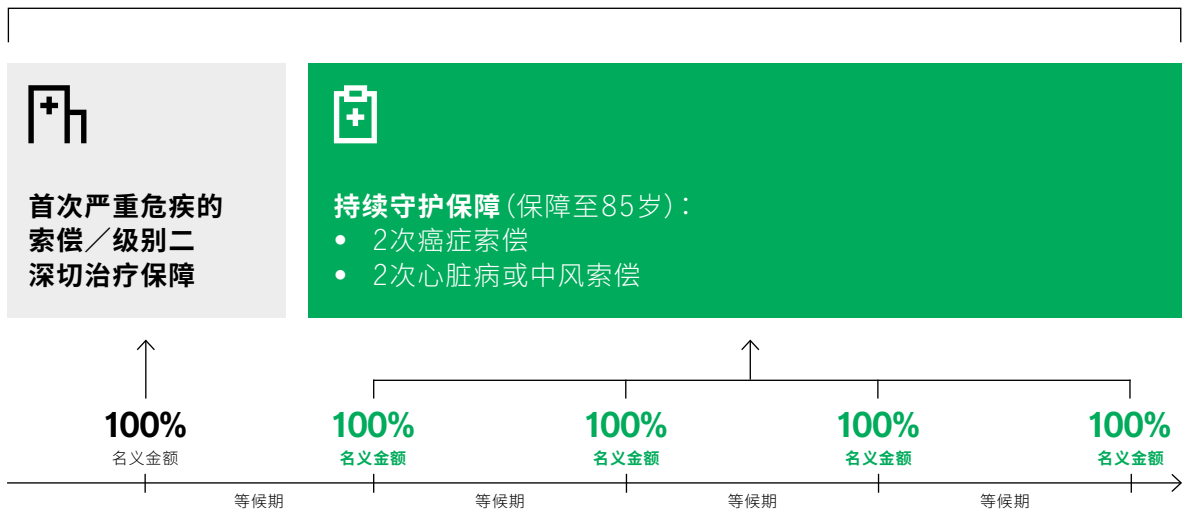 首次严重危疾的
索偿／级别二
深切治疗保障
持续守护保障（保障至85岁）：
• 2次癌症索偿
• 2次心脏病或中风索偿
100% 100% 100% 100% 100%
名义金额 名义金额 名义金额 名义金额 名义金额
等候期 等候期 等候期 等候期